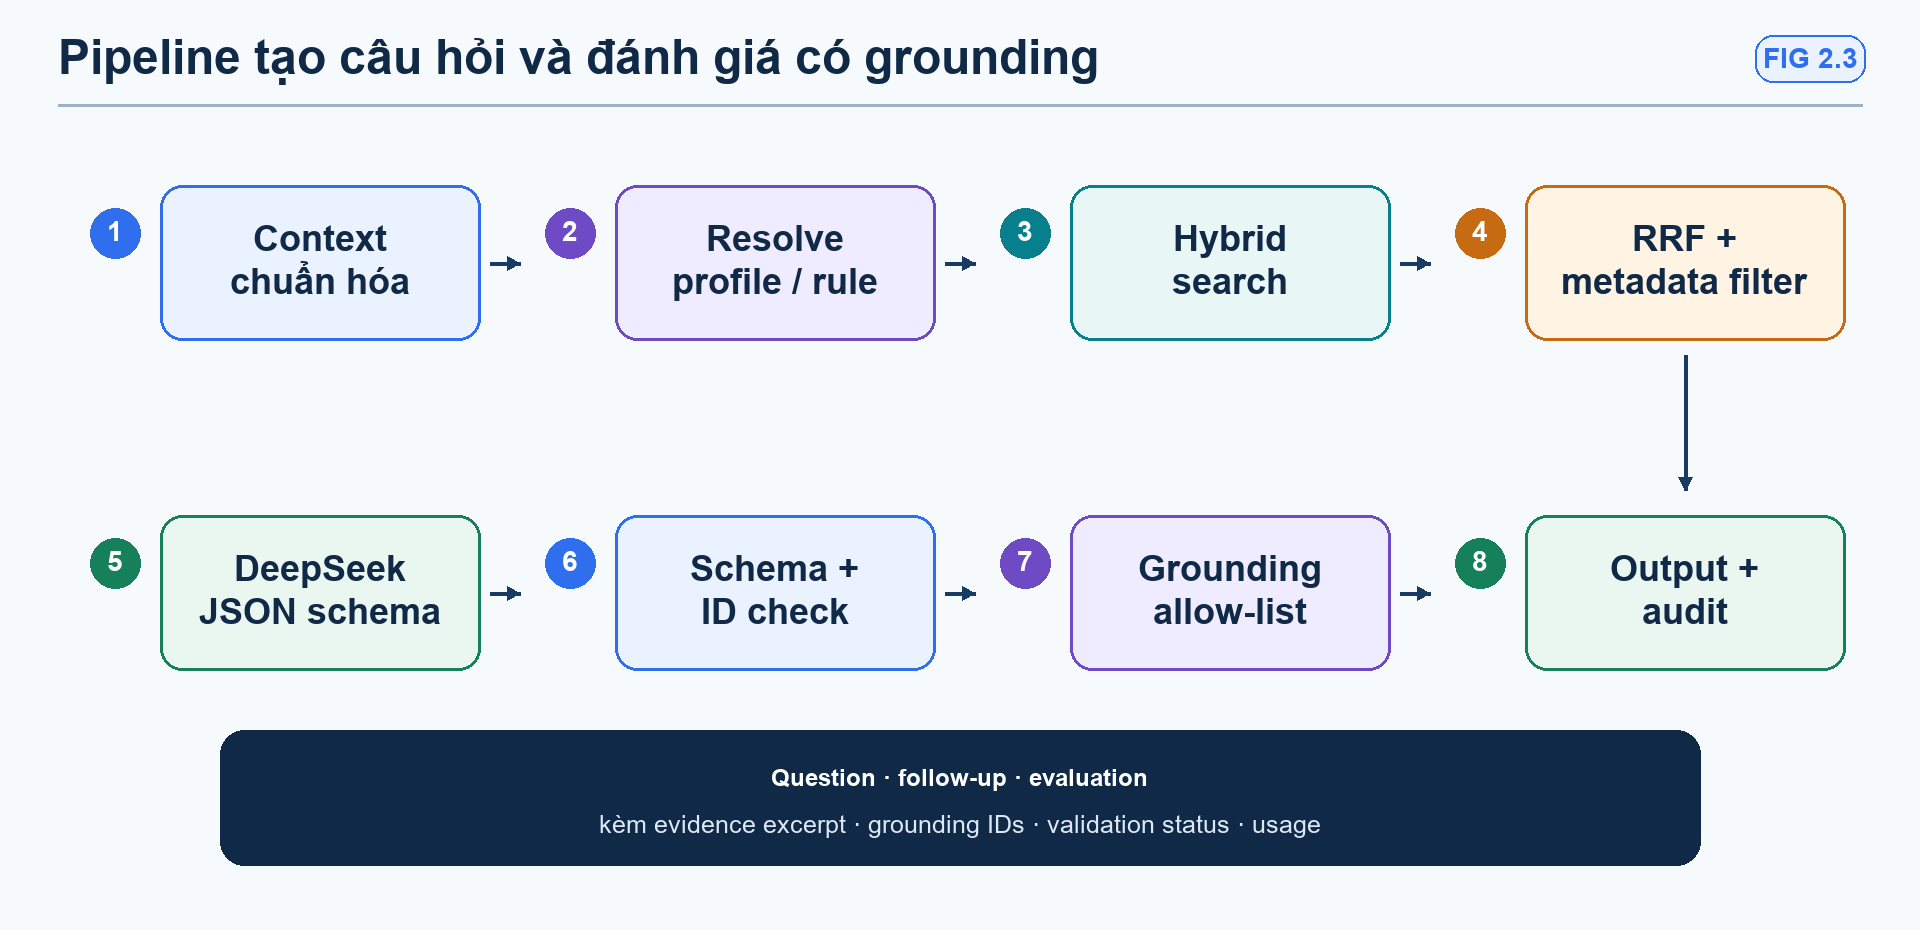 Pipeline tạo câu hỏi và đánh giá có grounding
FIG 2.3
1
Context
chuẩn hóa
2
Resolve
profile / rule
3
Hybrid
search
4
RRF +
metadata filter
5
DeepSeek
JSON schema
6
Schema +
ID check
7
Grounding
allow-list
8
Output +
audit
Question · follow-up · evaluation
kèm evidence excerpt · grounding IDs · validation status · usage